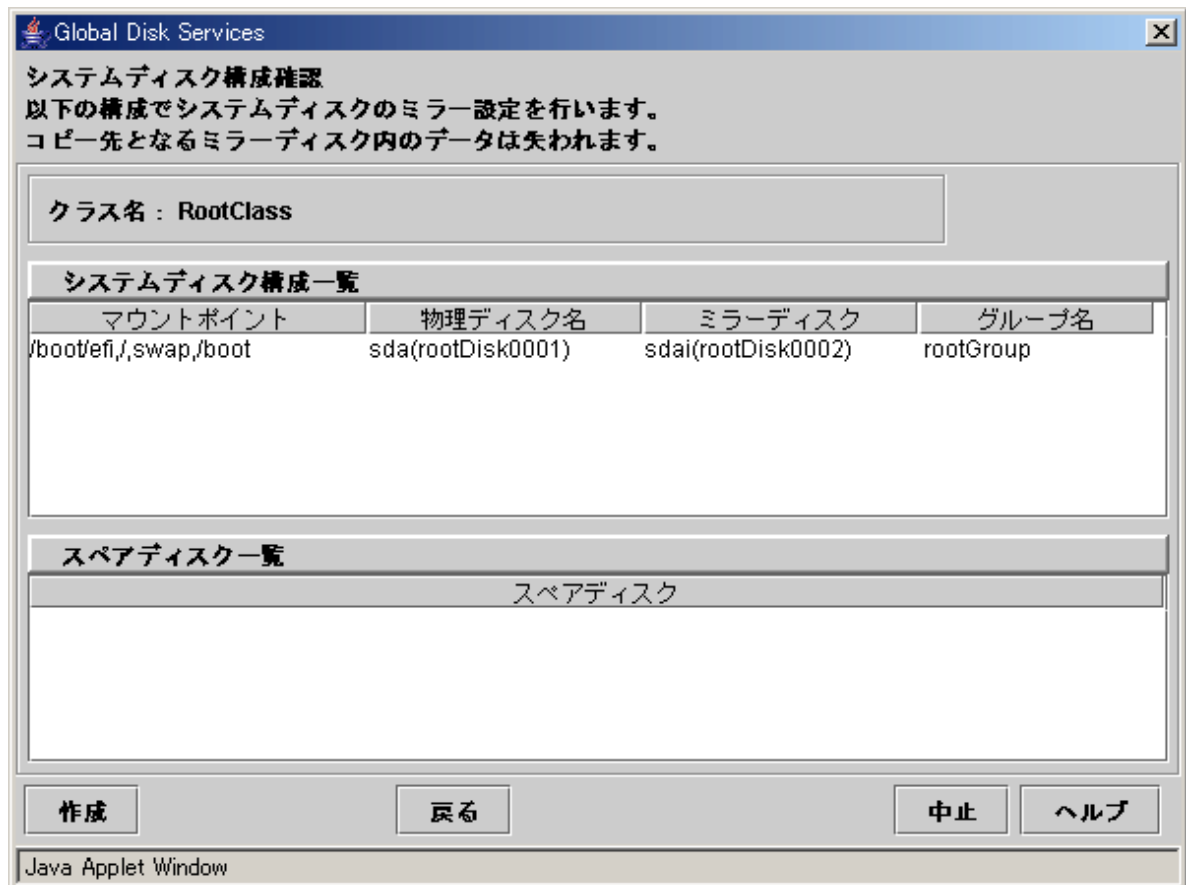 Global Disk Services
システムディスク構成確認
以下の構成でシステムディスクのミラー設定を行います。
コピー先となるミラーディスク内のデータは失われます。
クラス名 : RootClass
システムディスク構成一覧
マウントポイント 物理ディスク名 ミラーディスク グループ名
/boot/efi,/,swap,/boot sda(rootDisk0001) sdai(rootDisk0002) rootGroup
スペアディスク一覧
スペアディスク
作成 戻る 中止 ヘルプ
Java Applet Window